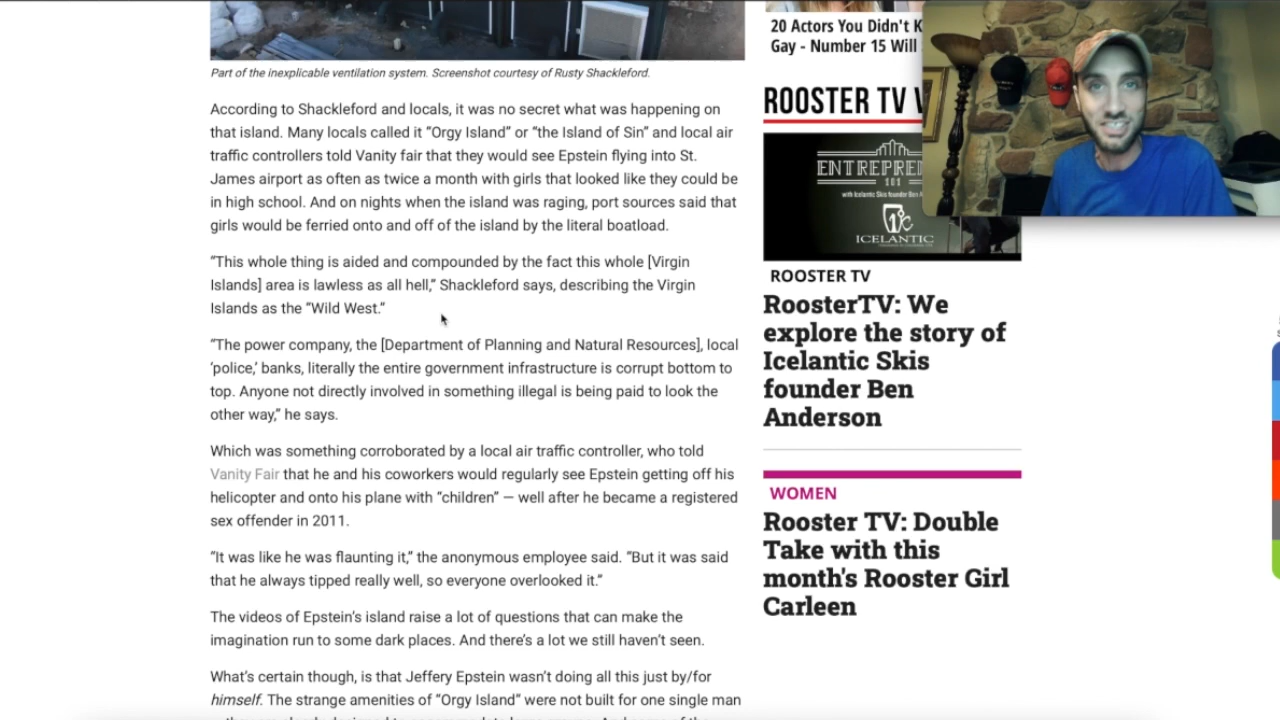 Part of the inexplicable ventilation system. Screenshot courtesy of Rusty Shackleford.
According to Shackleford and locals, it was no secret what was happening on
that island. Many locals called it “Orgy Island” or “the Island of Sin” and local air
traffic controllers told Vanity fair that they would see Epstein flying into St.
James airport as often as twice a month with girls that looked like they could be
in high school. And on nights when the island was raging, port sources said that
girls would be ferried onto and off of the island by the literal boatload.
“This whole thing is aided and compounded by the fact this whole [Virgin
Islands] area is lawless as all hell,” Shackleford says, describing the Virgin
Islands as the “Wild West.”
“The power company, the [Department of Planning and Natural Resources], local
‘police,’ banks, literally the entire government infrastructure is corrupt bottom to
top. Anyone not directly involved in something illegal is being paid to look the
other way,” he says.
Which was something corroborated by a local air traffic controller, who told
Vanity Fair that he and his coworkers would regularly see Epstein getting off his
helicopter and onto his plane with “children” — well after he became a registered
sex offender in 2011.
“It was like he was flaunting it,” the anonymous employee said. “But it was said
that he always tipped really well, so everyone overlooked it.”
The videos of Epstein’s island raise a lot of questions that can make the
imagination run to some dark places. And there’s a lot we still haven’t seen.
What’s certain though, is that Jeffery Epstein wasn’t doing all this just by/for
himself. The strange amenities of “Orgy Island” were not built for one single man
20 Actors You Didn't K
Gay - Number 15 Will
ROOSTER TV
ENTREPRE
with Icelantic Skis founder Ben
ICELANTIC
ROOSTER TV
RoosterTV: We
explore the story of
Icelantic Skis
founder Ben
Anderson
WOMEN
Rooster TV: Double
Take with this
month's Rooster Girl
Carleen